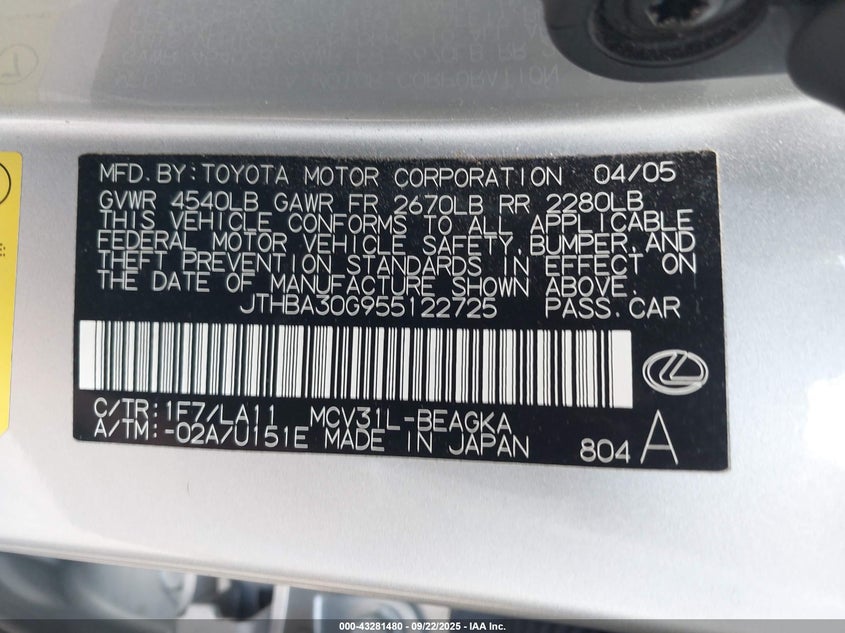 MFD.BY:TOYOTA MOTOR CORPORATION 04/05
GVWR 4540LB GAWR FR 2670LB RR 2280LB
THIS VEHICLE CONFORMS TO ALL APPLICABLE
FEDERAL MOTOR VEHICLE SAFETY, BUMPER, AND
THEFT PREVENTION STANDARDS IN EFFECT ON
THE DATE OF MANUFACTURE SHOWN ABOVE.
JTHBA30G955122725 PASS.CAR
C/TR:1F7/LA11 MCV31L-BEAGKA
A/TM:-02A/U151E MADE IN JAPAN 804 A
000-43281480 - 09/22/2025 - IAA Inc.